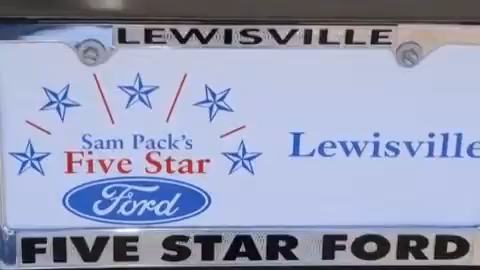 LEWISVILLE
Sam Pack's
Five Star
Ford
Lewisville
FIVE STAR FORD